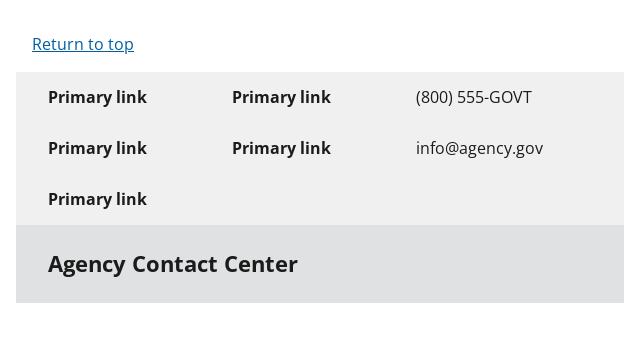 Return to top
Primary link Primary link (800) 555-GOVT
Primary link Primary link info@agency.gov
Primary link
Agency Contact Center